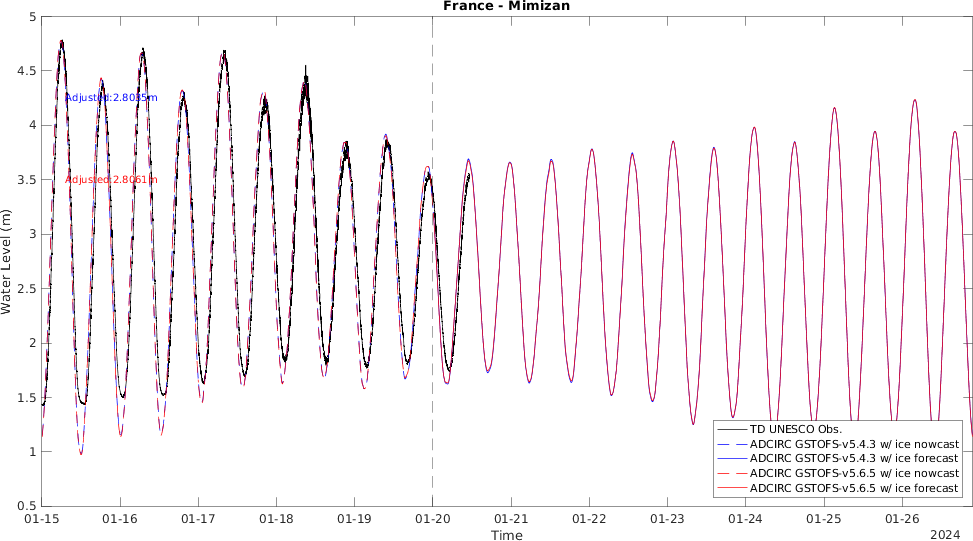 France - Mimizan
Water Level (m)
5
4.5
4
3.5
3
2.5
2
1.5
1
0.5
Adjusted:2.8035m
Adjusted:2.8061m
TD UNESCO Obs.
ADCIRC GSTOFS-v5.4.3 w/ ice nowcast
ADCIRC GSTOFS-v5.4.3 w/ ice forecast
ADCIRC GSTOFS-v5.6.5 w/ ice nowcast
ADCIRC GSTOFS-v5.6.5 w/ ice forecast
01-15 01-16 01-17 01-18 01-19 01-20 01-21 01-22 01-23 01-24 01-25 01-26
Time
2024